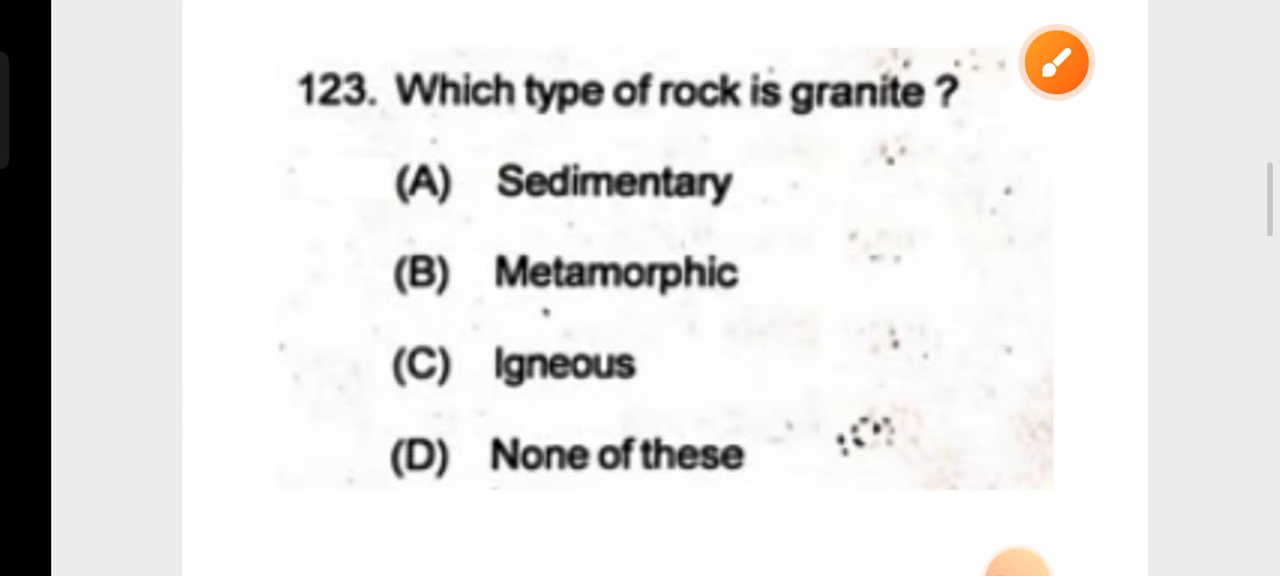 123. Which type of rock is granite ?
(A) Sedimentary
(B) Metamorphic
(C) Igneous
(D) None of these